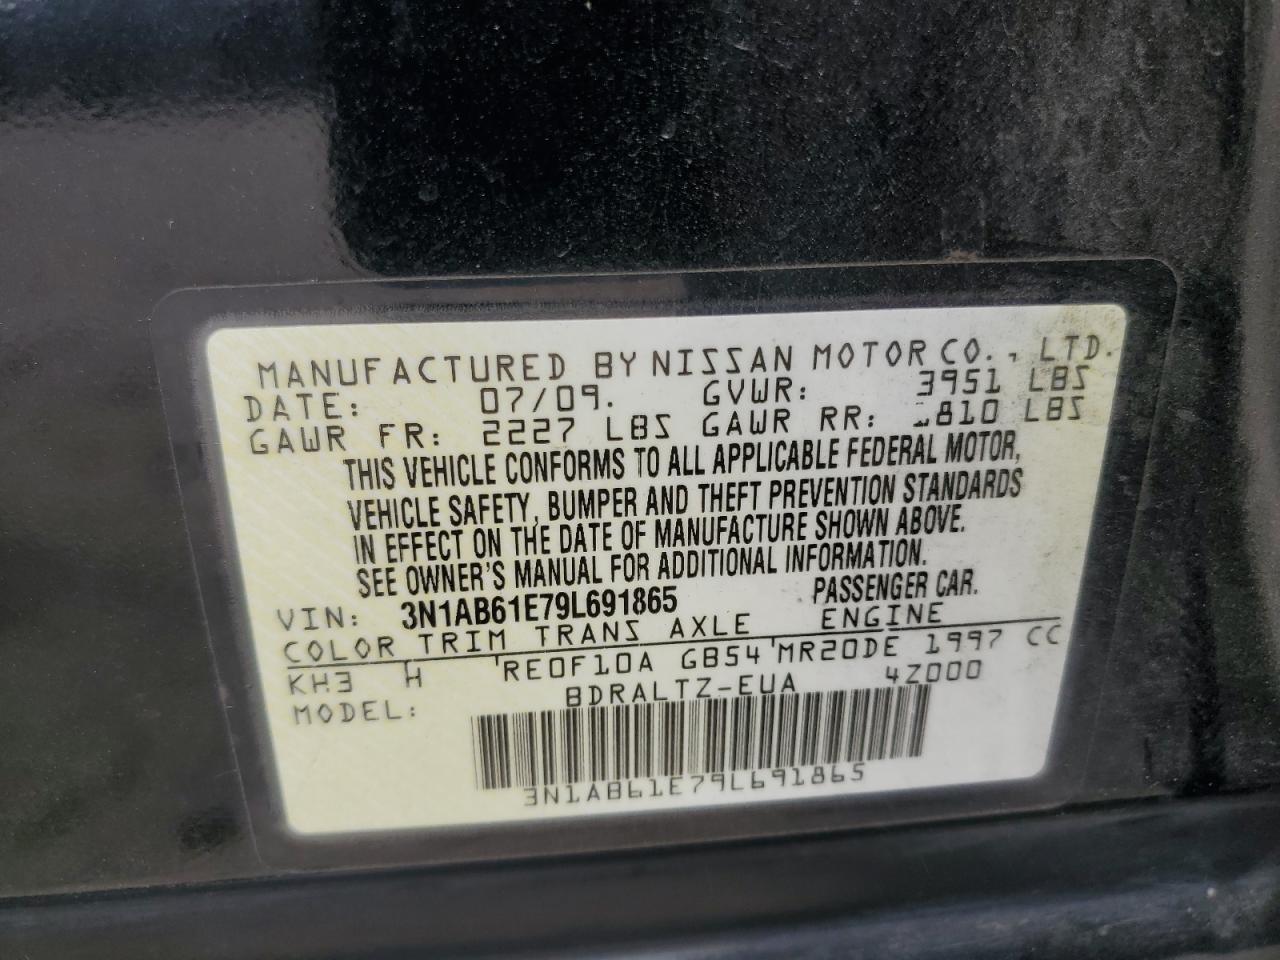 MANUFACTURED BY NISSAN MOTOR CO., LTD.
DATE: 07/09. GVWR: 3951 LBS
GAWR FR: 2227 LBS GAWR RR: 810 LBS
THIS VEHICLE CONFORMS TO ALL APPLICABLE FEDERAL MOTOR,
VEHICLE SAFETY, BUMPER AND THEFT PREVENTION STANDARDS
IN EFFECT ON THE DATE OF MANUFACTURE SHOWN ABOVE.
SEE OWNER'S MANUAL FOR ADDITIONAL INFORMATION.
VIN: 3N1AB61E79L691865 PASSENGER CAR.
COLOR TRIM TRANS AXLE ENGINE
KH3 H RE0F10A GB54 MR20DE 1997 CC
MODEL: BDRALTZ-EUA 4Z000
3N1AB61E79L691865